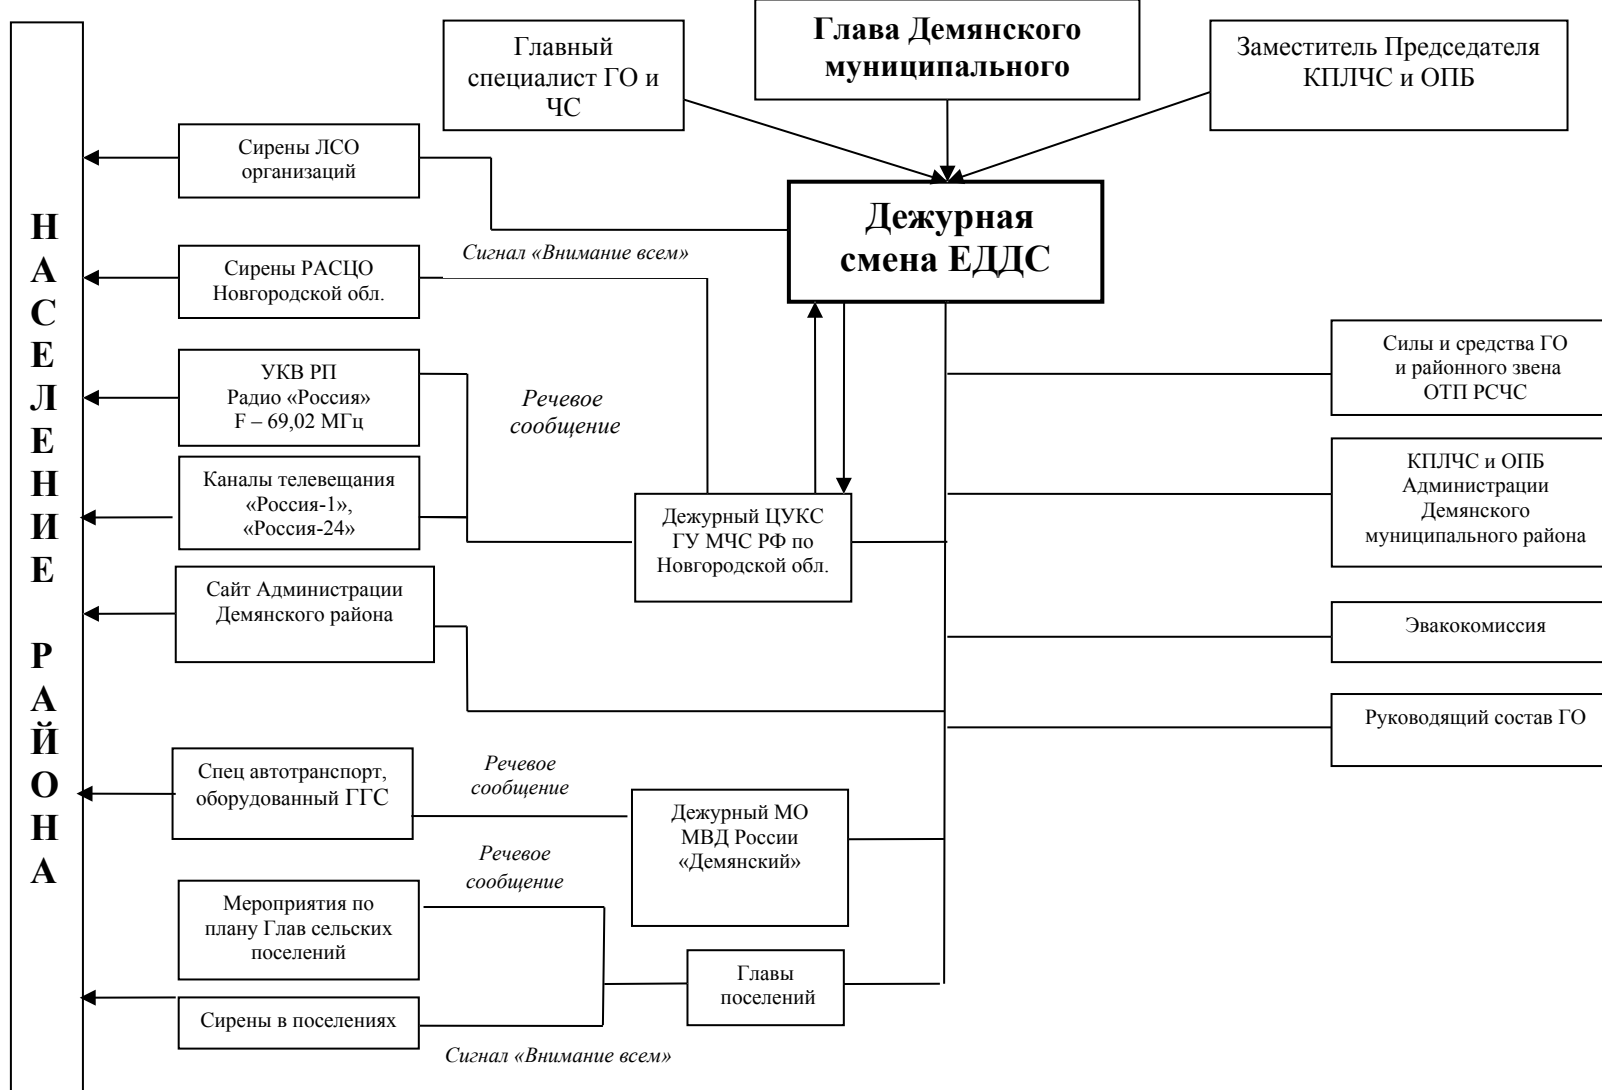 Главный
специалист ГО и
ЧС
Глава Демянского
муниципального
Заместитель Председателя
КПЛЧС и ОПБ
НАСЕЛЕНИЕ РАЙОНА
Сирены ЛСО
организаций
Дежурная
смена ЕДДС
Сигнал «Внимание всем»
Сирены РАСЦО
Новгородской обл.
УКВ РП
Радио «Россия»
F – 69,02 МГц
Речевое
сообщение
Силы и средства ГО
и районного звена
ОТП РСЧС
Каналы телевещания
«Россия-1»,
«Россия-24»
Дежурный ЦУКС
ГУ МЧС РФ по
Новгородской обл.
КПЛЧС и ОПБ
Администрации
Демянского
муниципального района
Сайт Администрации
Демянского района
Эвакокомиссия
Руководящий состав ГО
Спец автотранспорт,
оборудованный ГГС
Речевое
сообщение
Дежурный МО
МВД России
«Демянский»
Речевое
сообщение
Мероприятия по
плану Глав сельских
поселений
Главы
поселений
Сирены в поселениях
Сигнал «Внимание всем»